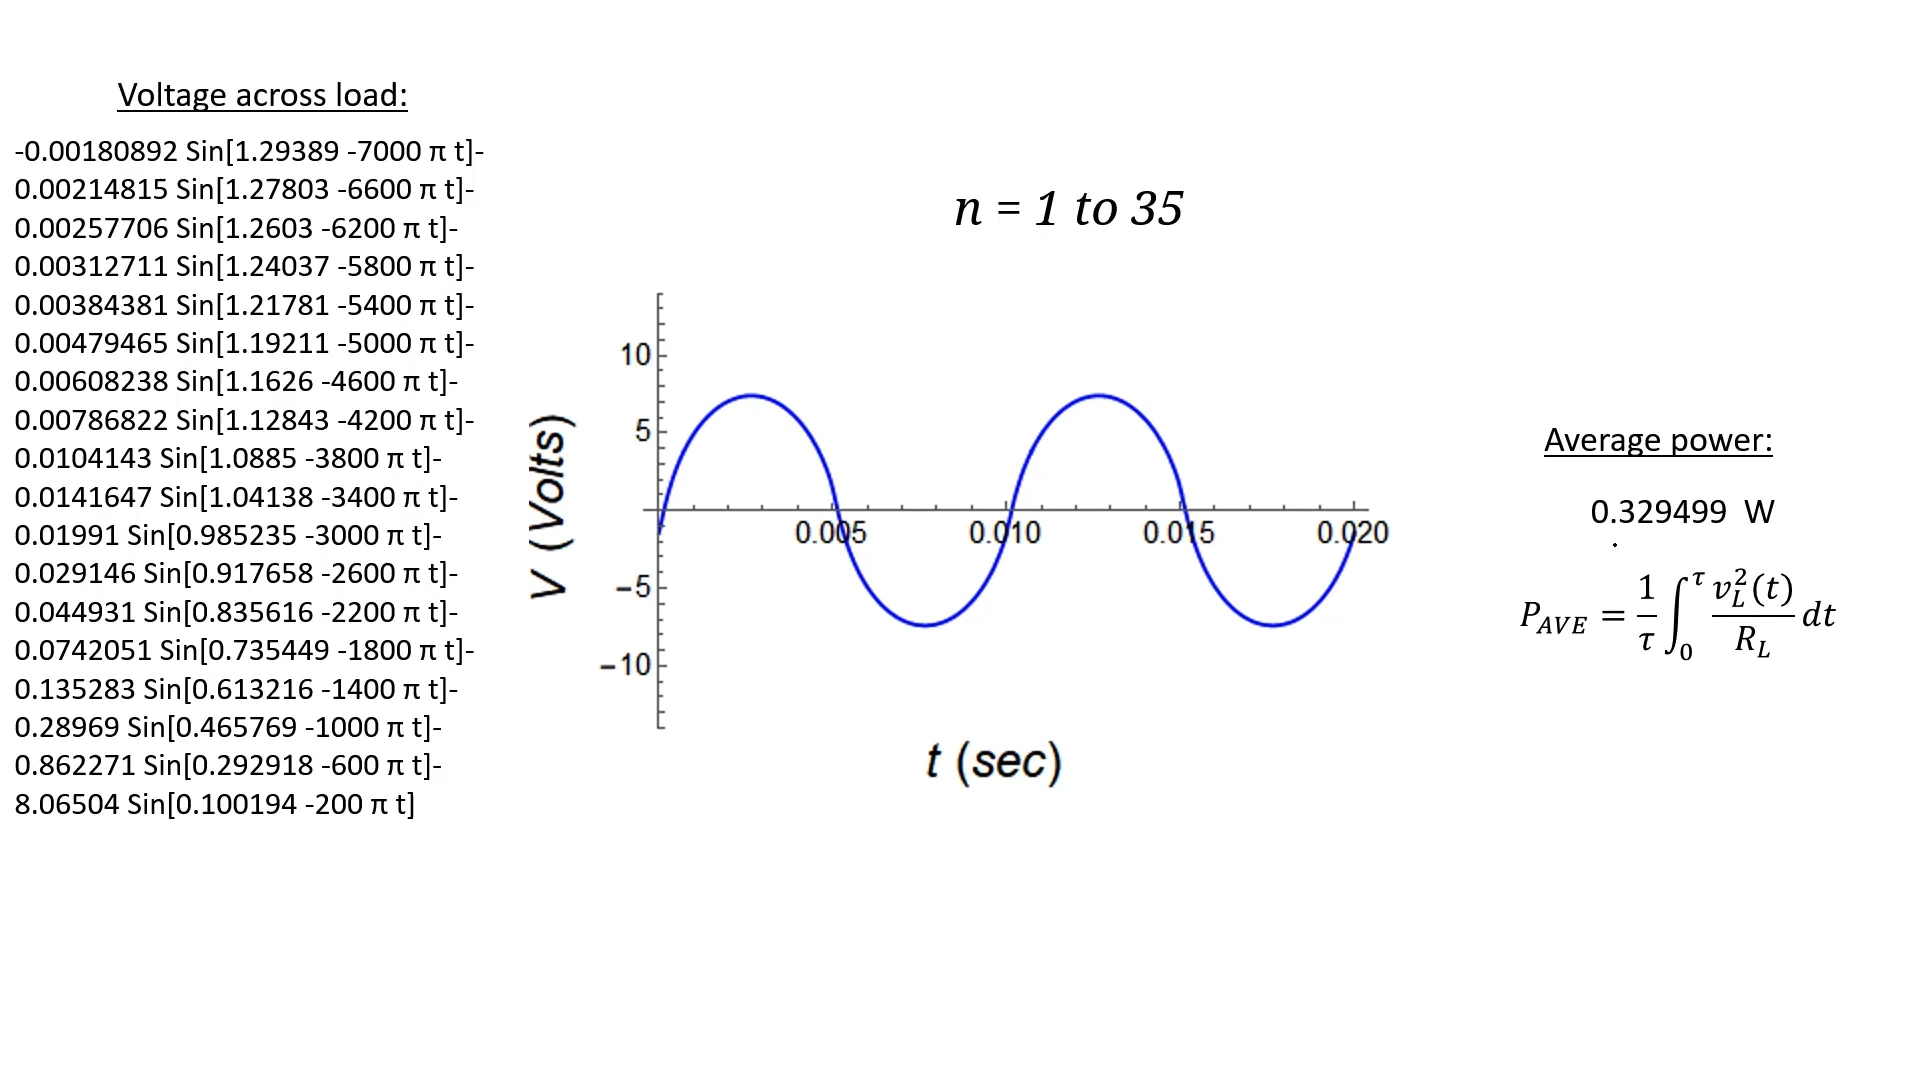 Voltage across load:
-0.00180892 Sin[1.29389 -7000 π t]-
0.00214815 Sin[1.27803 -6600 π t]-
0.00257706 Sin[1.2603 -6200 π t]-
0.00312711 Sin[1.24037 -5800 π t]-
0.00384381 Sin[1.21781 -5400 π t]-
0.00479465 Sin[1.19211 -5000 π t]-
0.00608238 Sin[1.1626 -4600 π t]-
0.00786822 Sin[1.12843 -4200 π t]-
0.0104143 Sin[1.0885 -3800 π t]-
0.0141647 Sin[1.04138 -3400 π t]-
0.01991 Sin[0.985235 -3000 π t]-
0.029146 Sin[0.917658 -2600 π t]-
0.044931 Sin[0.835616 -2200 π t]-
0.0742051 Sin[0.735449 -1800 π t]-
0.135283 Sin[0.613216 -1400 π t]-
0.28969 Sin[0.465769 -1000 π t]-
0.862271 Sin[0.292918 -600 π t]-
8.06504 Sin[0.100194 -200 π t]
n = 1 to 35
10
5
−5
−10
V (Volts)
0.005 0.010 0.015 0.020
t (sec)
Average power:
0.329499 W
P_{AVE} = \frac{1}{τ} \int_0^τ \frac{v_L^2(t)}{R_L} dt